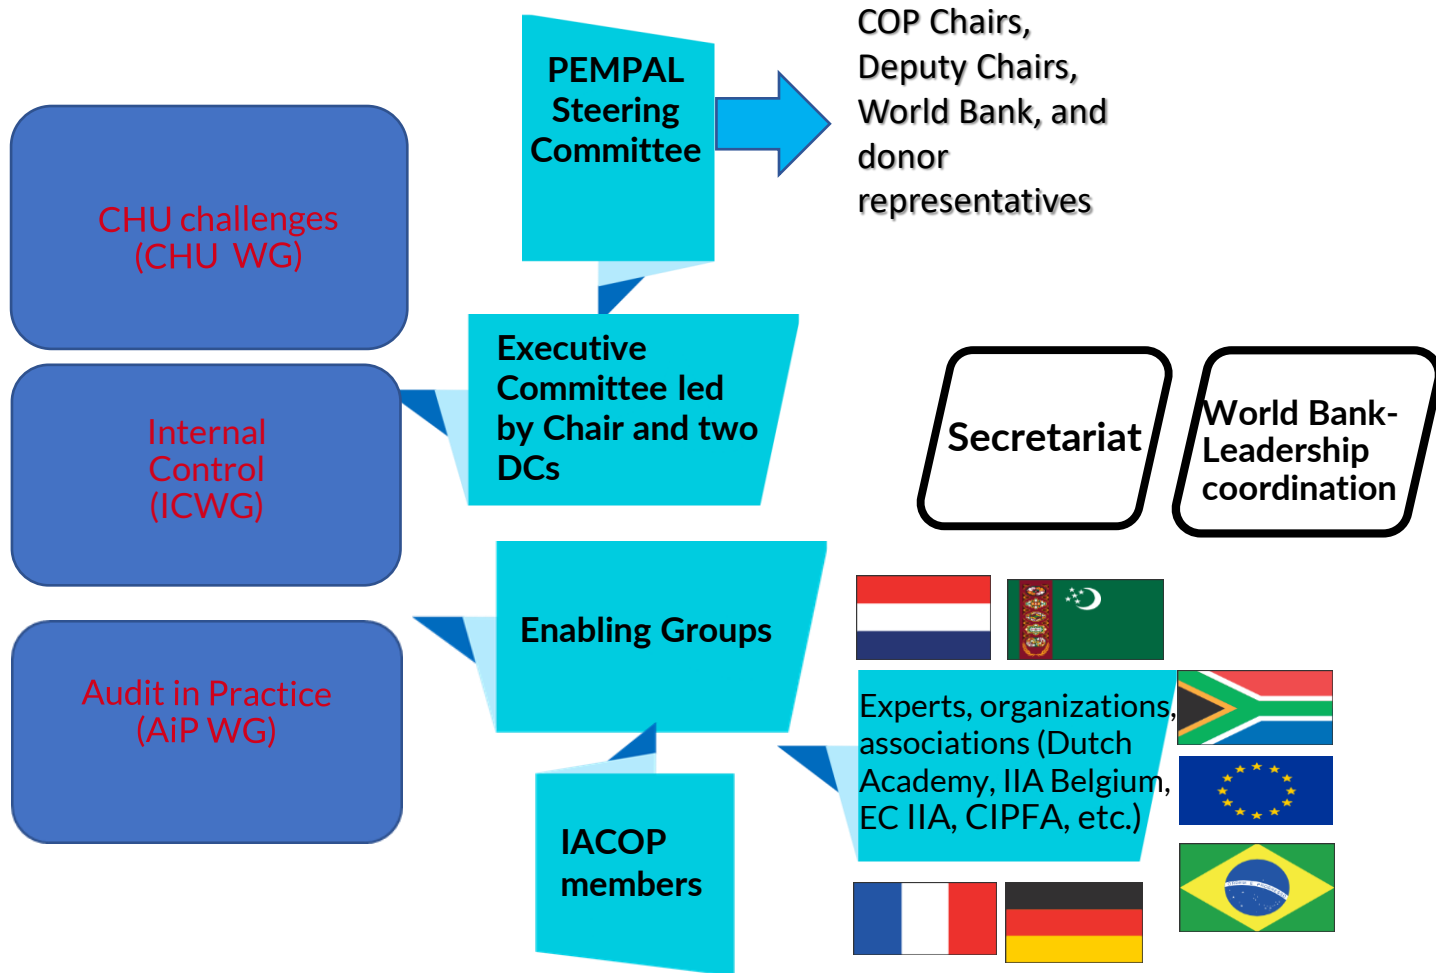 COP Chairs,
Deputy Chairs,
World Bank, and
donor
representatives
PEMPAL
Steering
Committee
CHU challenges
(CHU WG)
Executive
Committee led
by Chair and two
DCs
Internal
Control
(ICWG)
Secretariat
World Bank-
Leadership
coordination
Enabling Groups
Audit in Practice
(AiP WG)
Experts, organizations,
associations (Dutch
Academy, IIA Belgium,
EC IIA, CIPFA, etc.)
IACOP
members